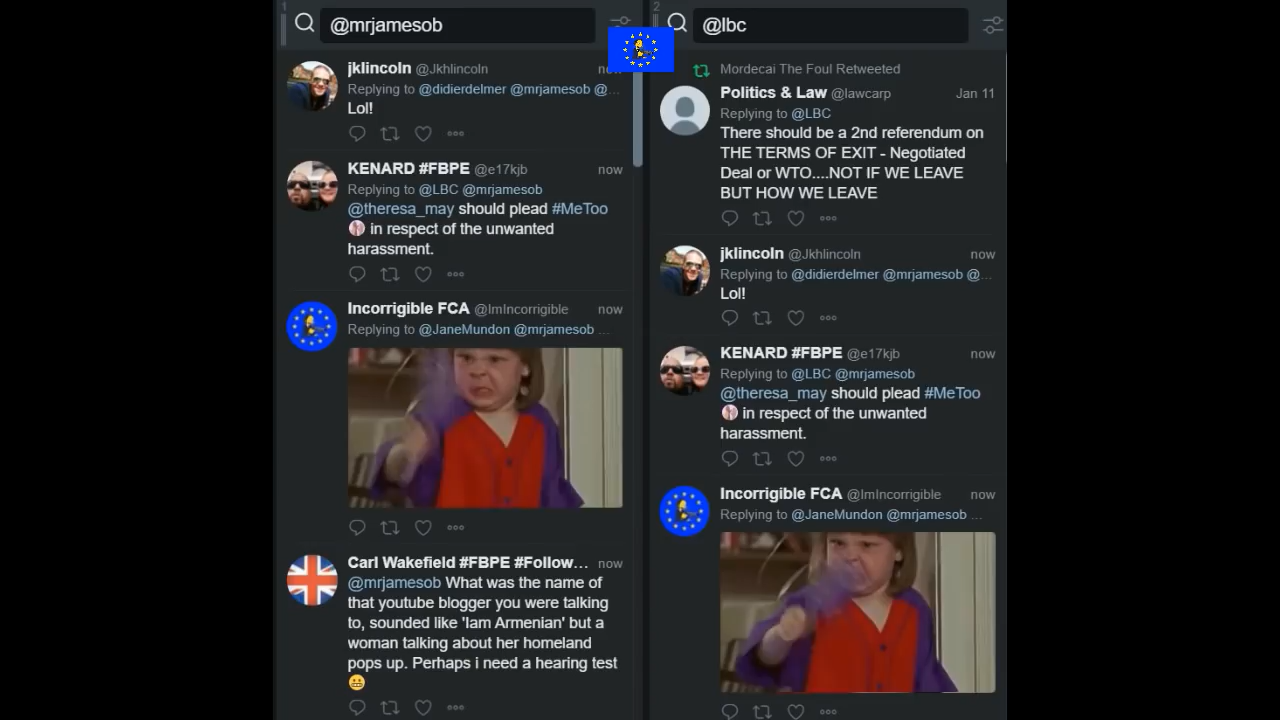 1
@mrjamesob
jklincoln @Jkhlincoln now
Replying to @didierdelmer @mrjamesob @...
Lol!
KENARD #FBPE @e17kjb now
Replying to @LBC @mrjamesob
@theresa_may should plead #MeToo
in respect of the unwanted
harassment.
Incorrigible FCA @ImIncorrigible now
Replying to @JaneMundon @mrjamesob ...
Carl Wakefield #FBPE #Follow... now
@mrjamesob What was the name of
that youtube blogger you were talking
to, sounded like 'Iam Armenian' but a
woman talking about her homeland
pops up. Perhaps i need a hearing test
2
@lbc
Mordecai The Foul Retweeted
Politics & Law @lawcarp Jan 11
Replying to @LBC
There should be a 2nd referendum on
THE TERMS OF EXIT - Negotiated
Deal or WTO....NOT IF WE LEAVE
BUT HOW WE LEAVE
jklincoln @Jkhlincoln now
Replying to @didierdelmer @mrjamesob @...
Lol!
KENARD #FBPE @e17kjb now
Replying to @LBC @mrjamesob
@theresa_may should plead #MeToo
in respect of the unwanted
harassment.
Incorrigible FCA @ImIncorrigible now
Replying to @JaneMundon @mrjamesob ...